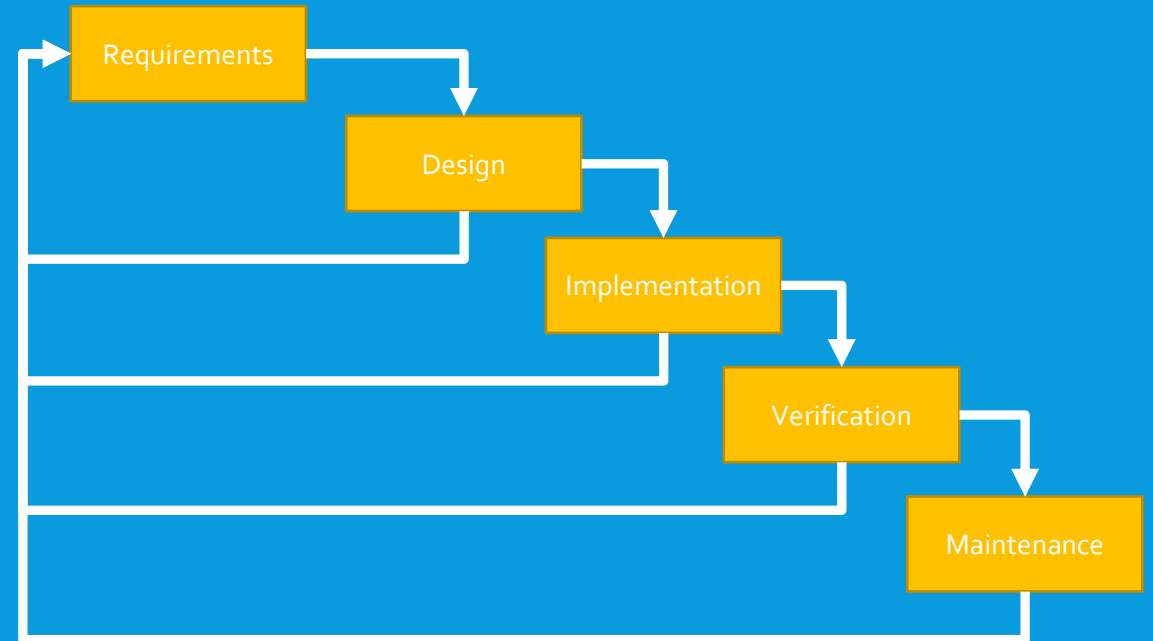 Requirements
Design
Implementation
Verification
Maintenance